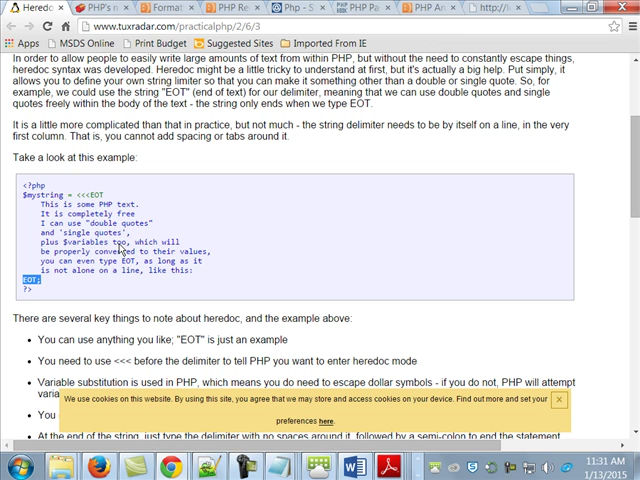 Heredoc
PHP's n
Format
PHP Re
Php - S
PHP Pa
PHP An
http://l
www.tuxradar.com/practicalphp/2/6/3
Apps
MSDS Online
Print Budget
Suggested Sites
Imported From IE
In order to allow people to easily write large amounts of text from within PHP, but without the need to constantly escape things,
heredoc syntax was developed. Heredoc might be a little tricky to understand at first, but it's actually a big help. Put simply, it
allows you to define your own string limiter so that you can make it something other than a double or single quote. So, for
example, we could use the string "EOT" (end of text) for our delimiter, meaning that we can use double quotes and single
quotes freely within the body of the text - the string only ends when we type EOT.
It is a little more complicated than that in practice, but not much - the string delimiter needs to be by itself on a line, in the very
first column. That is, you cannot add spacing or tabs around it.
Take a look at this example:
<?php
$mystring = <<<EOT
This is some PHP text.
It is completely free
I can use "double quotes"
and 'single quotes',
plus $variables too, which will
be properly converted to their values,
you can even type EOT, as long as it
is not alone on a line, like this:
EOT;
?>
There are several key things to note about heredoc, and the example above:
• You can use anything you like; "EOT" is just an example
• You need to use <<< before the delimiter to tell PHP you want to enter heredoc mode
• Variable substitution is used in PHP, which means you do need to escape dollar symbols - if you do not, PHP will attempt
varia
We use cookies on this website. By using this site, you agree that we may store and access cookies on your device. Find out more and set your
preferences here.
• You
• At the end of the string, just type the delimiter with no spaces around it, followed by a semi-colon to end the statement
11:31 AM
1/13/2015